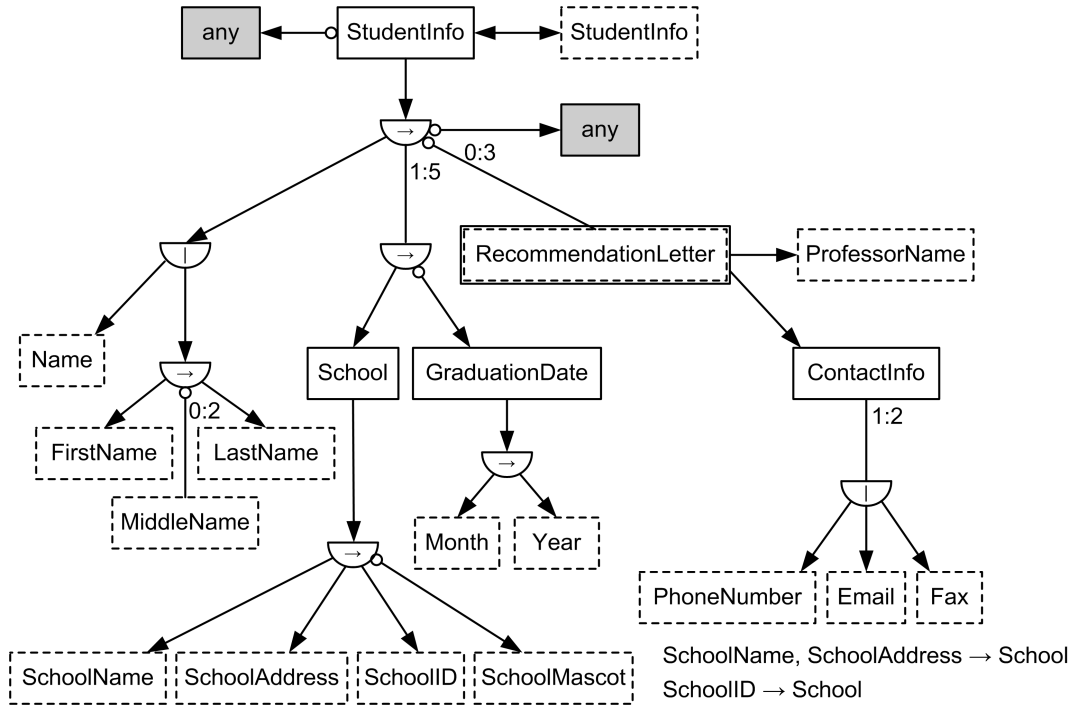 any
StudentInfo
StudentInfo
→
any
0:3
1:5
|
→
RecommendationLetter
ProfessorName
Name
→
School
GraduationDate
ContactInfo
0:2
1:2
FirstName
LastName
→
|
MiddleName
Month
Year
→
PhoneNumber
Email
Fax
SchoolName
SchoolAddress
SchoolID
SchoolMascot
SchoolName, SchoolAddress → School
SchoolID → School